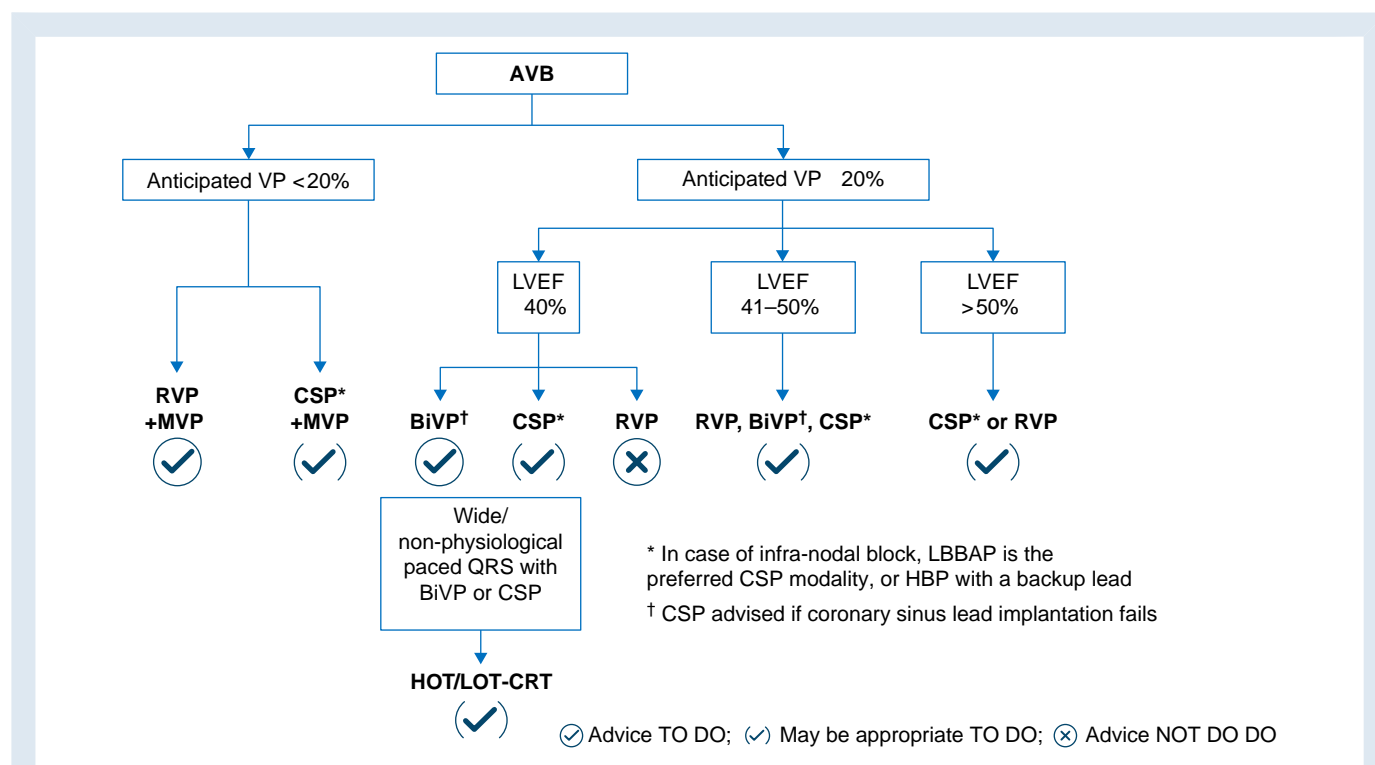 AVB
Anticipated VP <20%
Anticipated VP 20%
LVEF
40%
LVEF
41–50%
LVEF
>50%
RVP
+MVP
CSP*
+MVP
BiVP†
CSP*
RVP
RVP, BiVP†, CSP*
CSP* or RVP
Wide/
non-physiological
paced QRS with
BiVP or CSP
* In case of infra-nodal block, LBBAP is the
preferred CSP modality, or HBP with a backup lead
† CSP advised if coronary sinus lead implantation fails
HOT/LOT-CRT
Advice TO DO; May be appropriate TO DO; Advice NOT DO DO